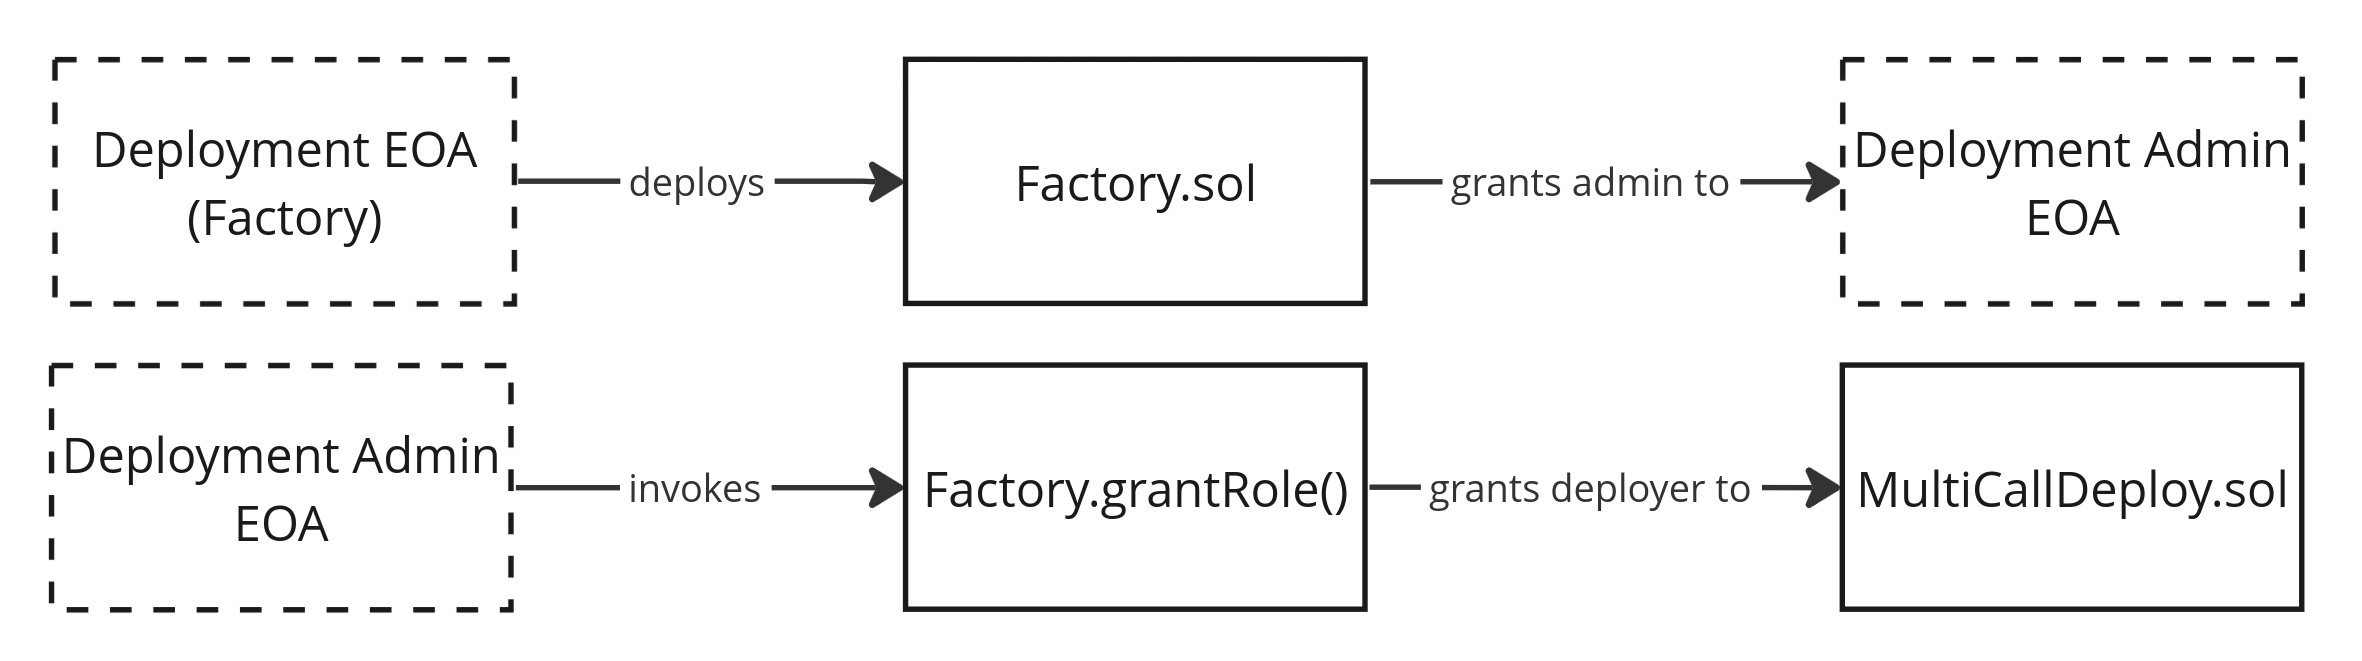 Deployment EOA
(Factory)
deploys
Factory.sol
grants admin to
Deployment Admin
EOA
Deployment Admin
EOA
invokes
Factory.grantRole()
grants deployer to
MultiCallDeploy.sol